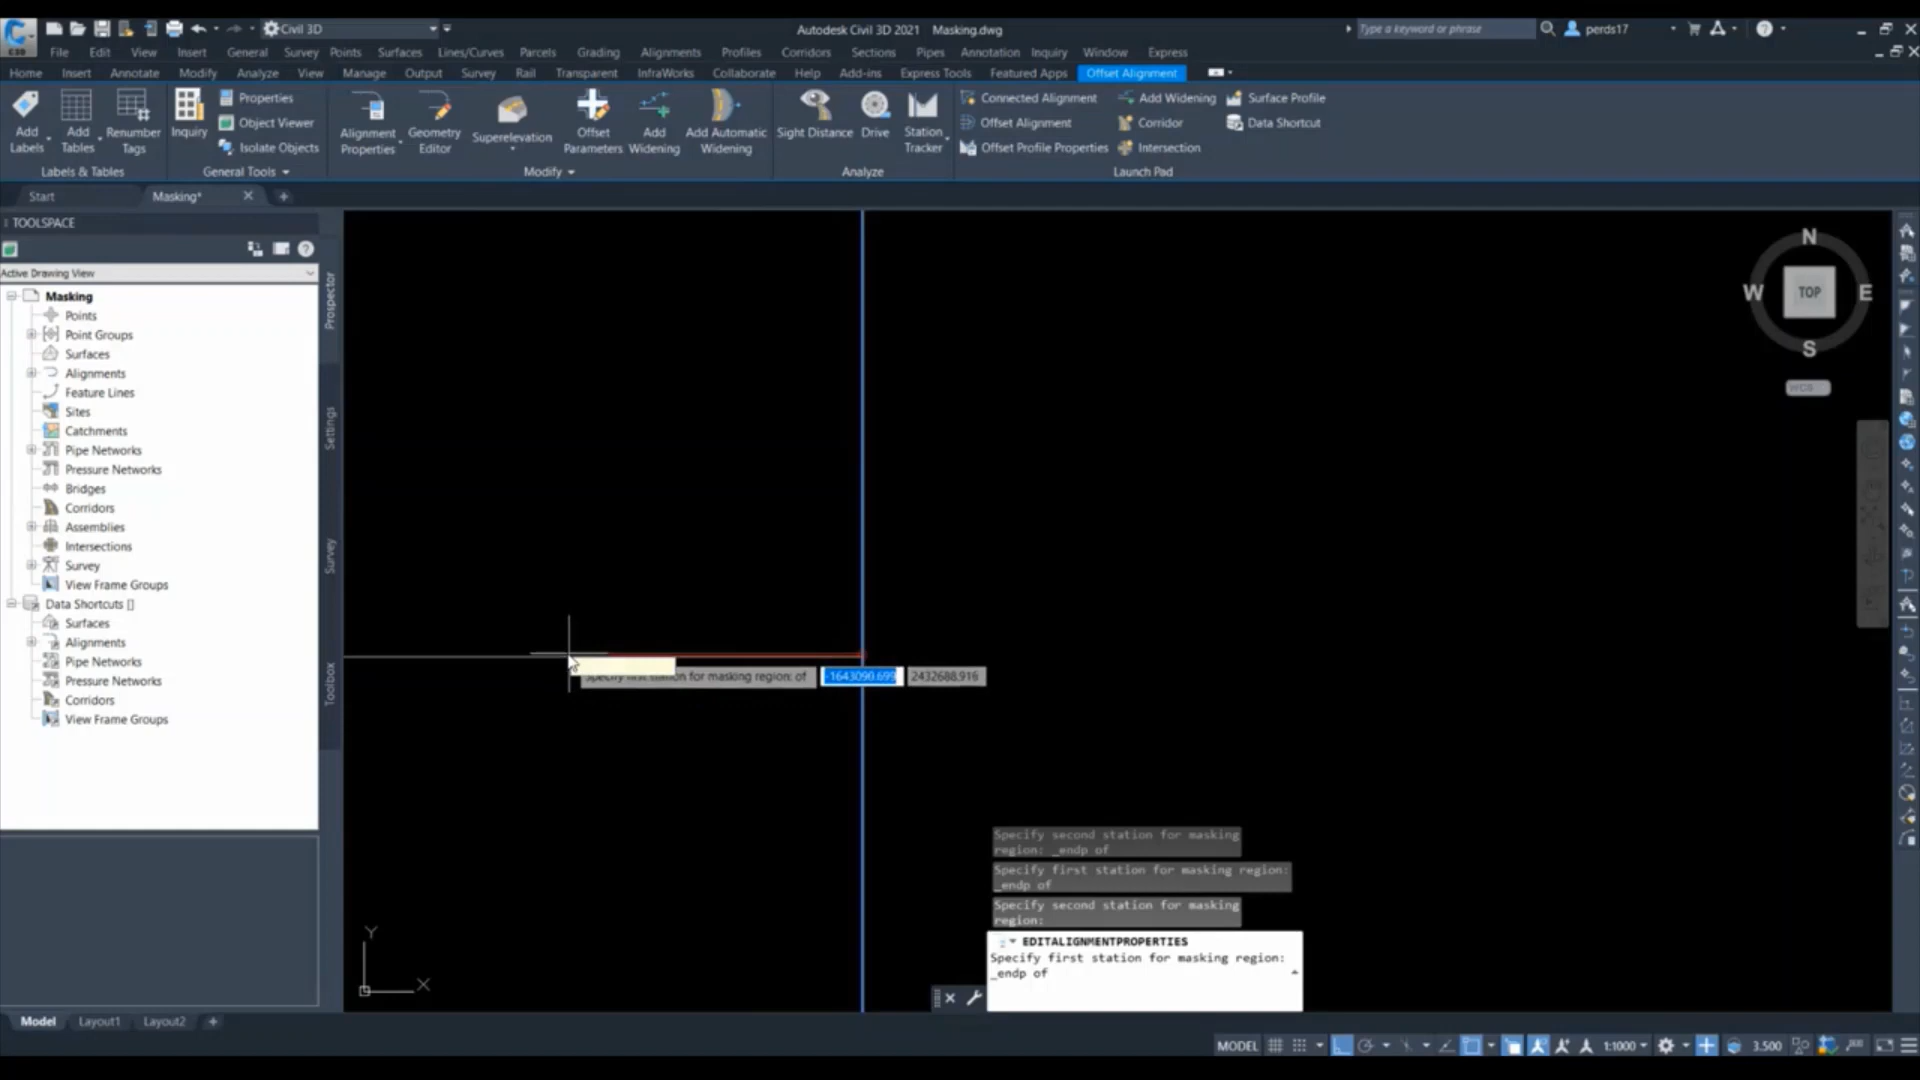 Civil 3D
Autodesk Civil 3D 2021 Masking.dwg
Type a keyword or phrase
perds17
File Edit View Insert General Survey Points Surfaces Lines/Curves Parcels Grading Alignments Profiles Corridors Sections Pipes Annotation Inquiry Window Express
Home Insert Annotate Modify Analyze View Manage Output Survey Rail Transparent InfraWorks Collaborate Help Add-ins Express Tools Featured Apps Offset Alignment
Add Labels
Add Tables
Renumber Tags
Inquiry
Properties
Object Viewer
Isolate Objects
Alignment Properties
Geometry Editor
Superelevation
Offset Parameters
Add Widening
Add Automatic Widening
Sight Distance
Drive
Station Tracker
Connected Alignment
Offset Alignment
Offset Profile Properties
Add Widening
Corridor
Intersection
Surface Profile
Data Shortcut
Labels & Tables
General Tools
Modify
Analyze
Launch Pad
Start
Masking*
TOOLSPACE
Active Drawing View
Masking
Points
Point Groups
Surfaces
Alignments
Feature Lines
Sites
Catchments
Pipe Networks
Pressure Networks
Bridges
Corridors
Assemblies
Intersections
Survey
View Frame Groups
Data Shortcuts []
Surfaces
Alignments
Pipe Networks
Pressure Networks
Corridors
View Frame Groups
Prospector
Settings
Survey
Toolbox
N
W TOP E
S
WCS
Specify first station for masking region: of -1643090.699 2432688.916
Specify second station for masking
region: _endp of
Specify first station for masking region:
_endp of
Specify second station for masking
region:
EDITALIGNMENTPROPERTIES
Specify first station for masking region:
_endp of
Y
X
Model Layout1 Layout2
MODEL 1:1000 3.500